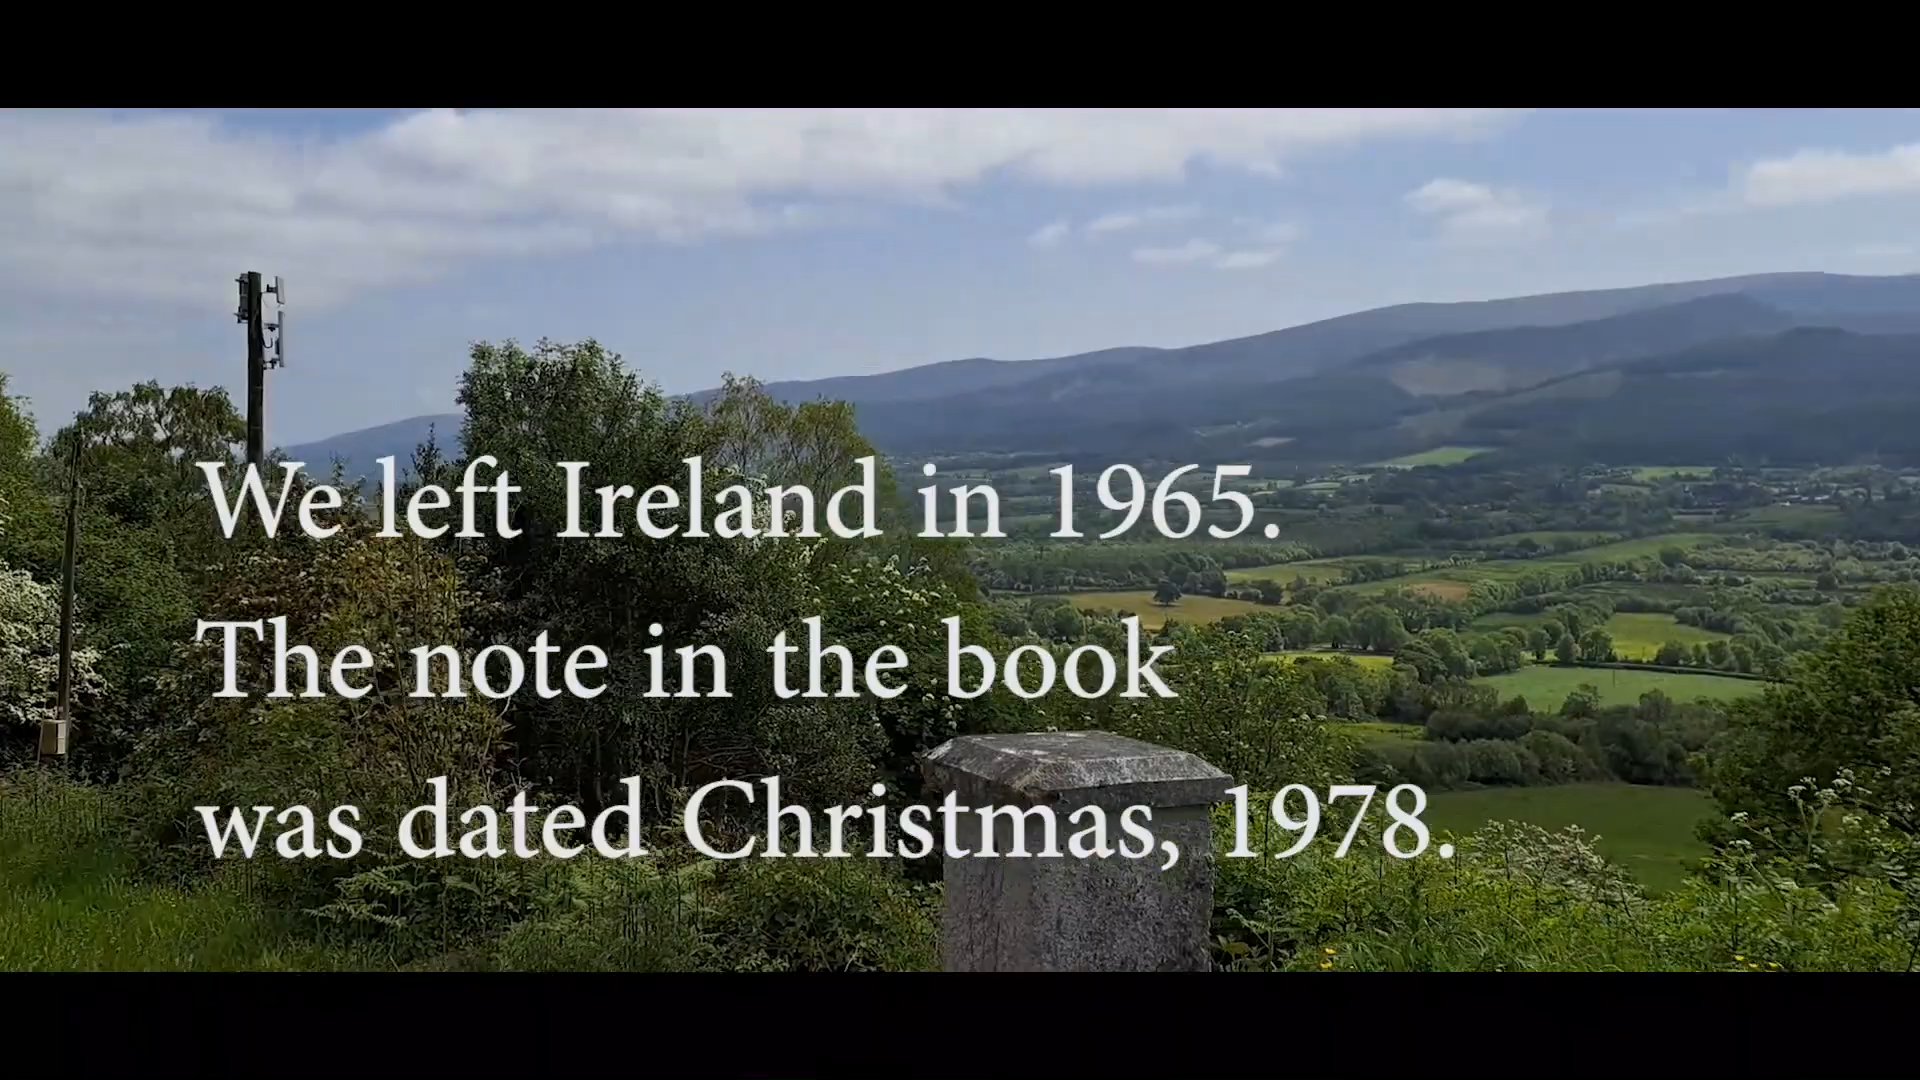 We left Ireland in 1965.
The note in the book
was dated Christmas, 1978.